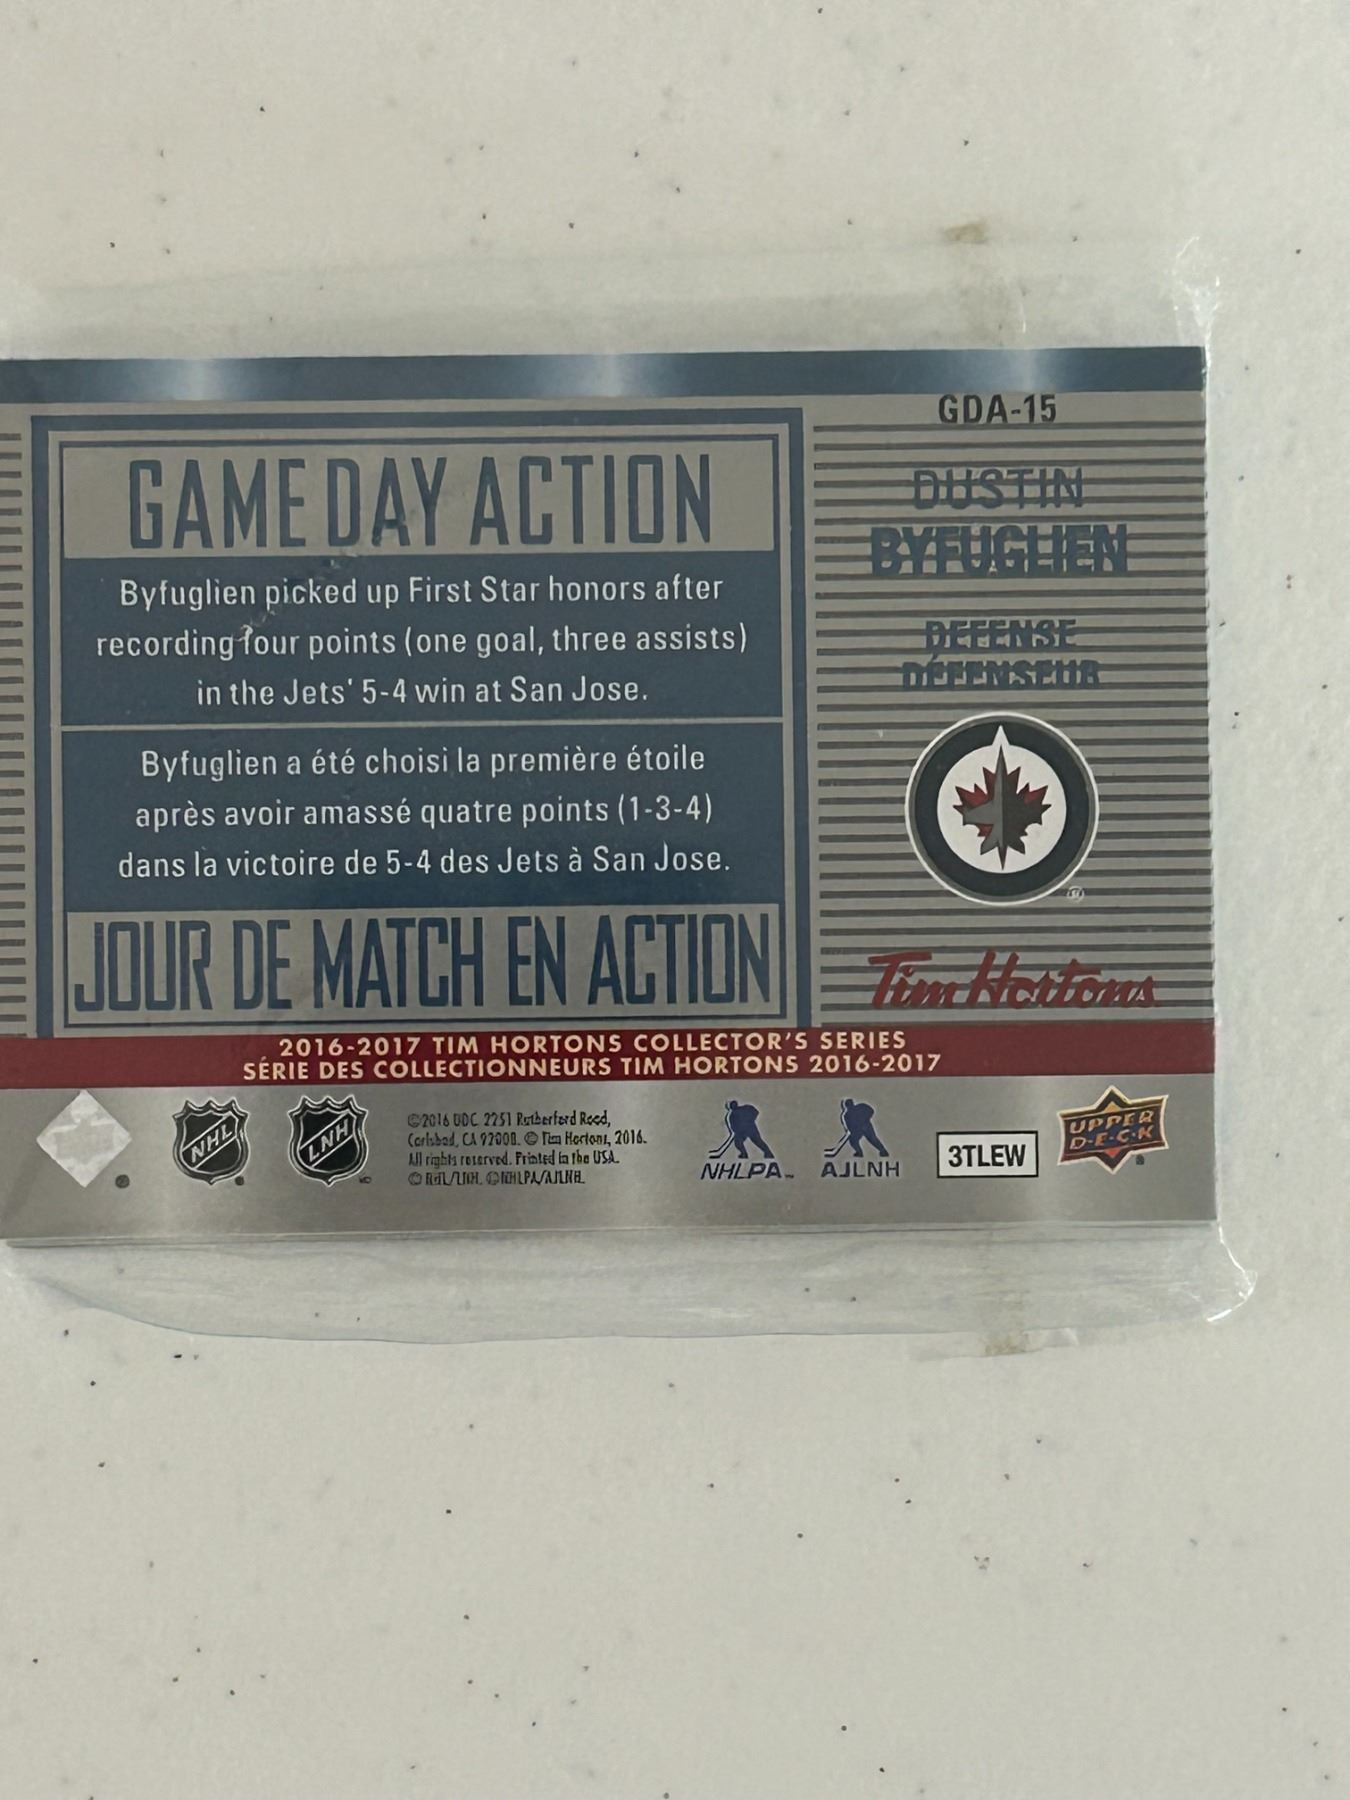 GDA-15
GAME DAY ACTION
Byfuglien picked up First Star honors after
recording four points (one goal, three assists)
in the Jets' 5-4 win at San Jose.
Byfuglien a été choisi la première étoile
après avoir amassé quatre points (1-3-4)
dans la victoire de 5-4 des Jets à San Jose.
JOUR DE MATCH EN ACTION
DUSTIN
BYFUGLIEN
DEFENSE
DÉFENSEUR
Tim Hortons
2016-2017 TIM HORTONS COLLECTOR'S SERIES
SÉRIE DES COLLECTIONNEURS TIM HORTONS 2016-2017
NHL
LNH
©2016 UDC. 2251 Rutherford Road,
Carlsbad, CA 92008. © Tim Hortons, 2016.
All rights reserved. Printed in the USA.
© NHL/LNH. ©NHLPA/AJLNH.
NHLPA™
AJLNH
3TLEW
UPPER
D·E·C·K